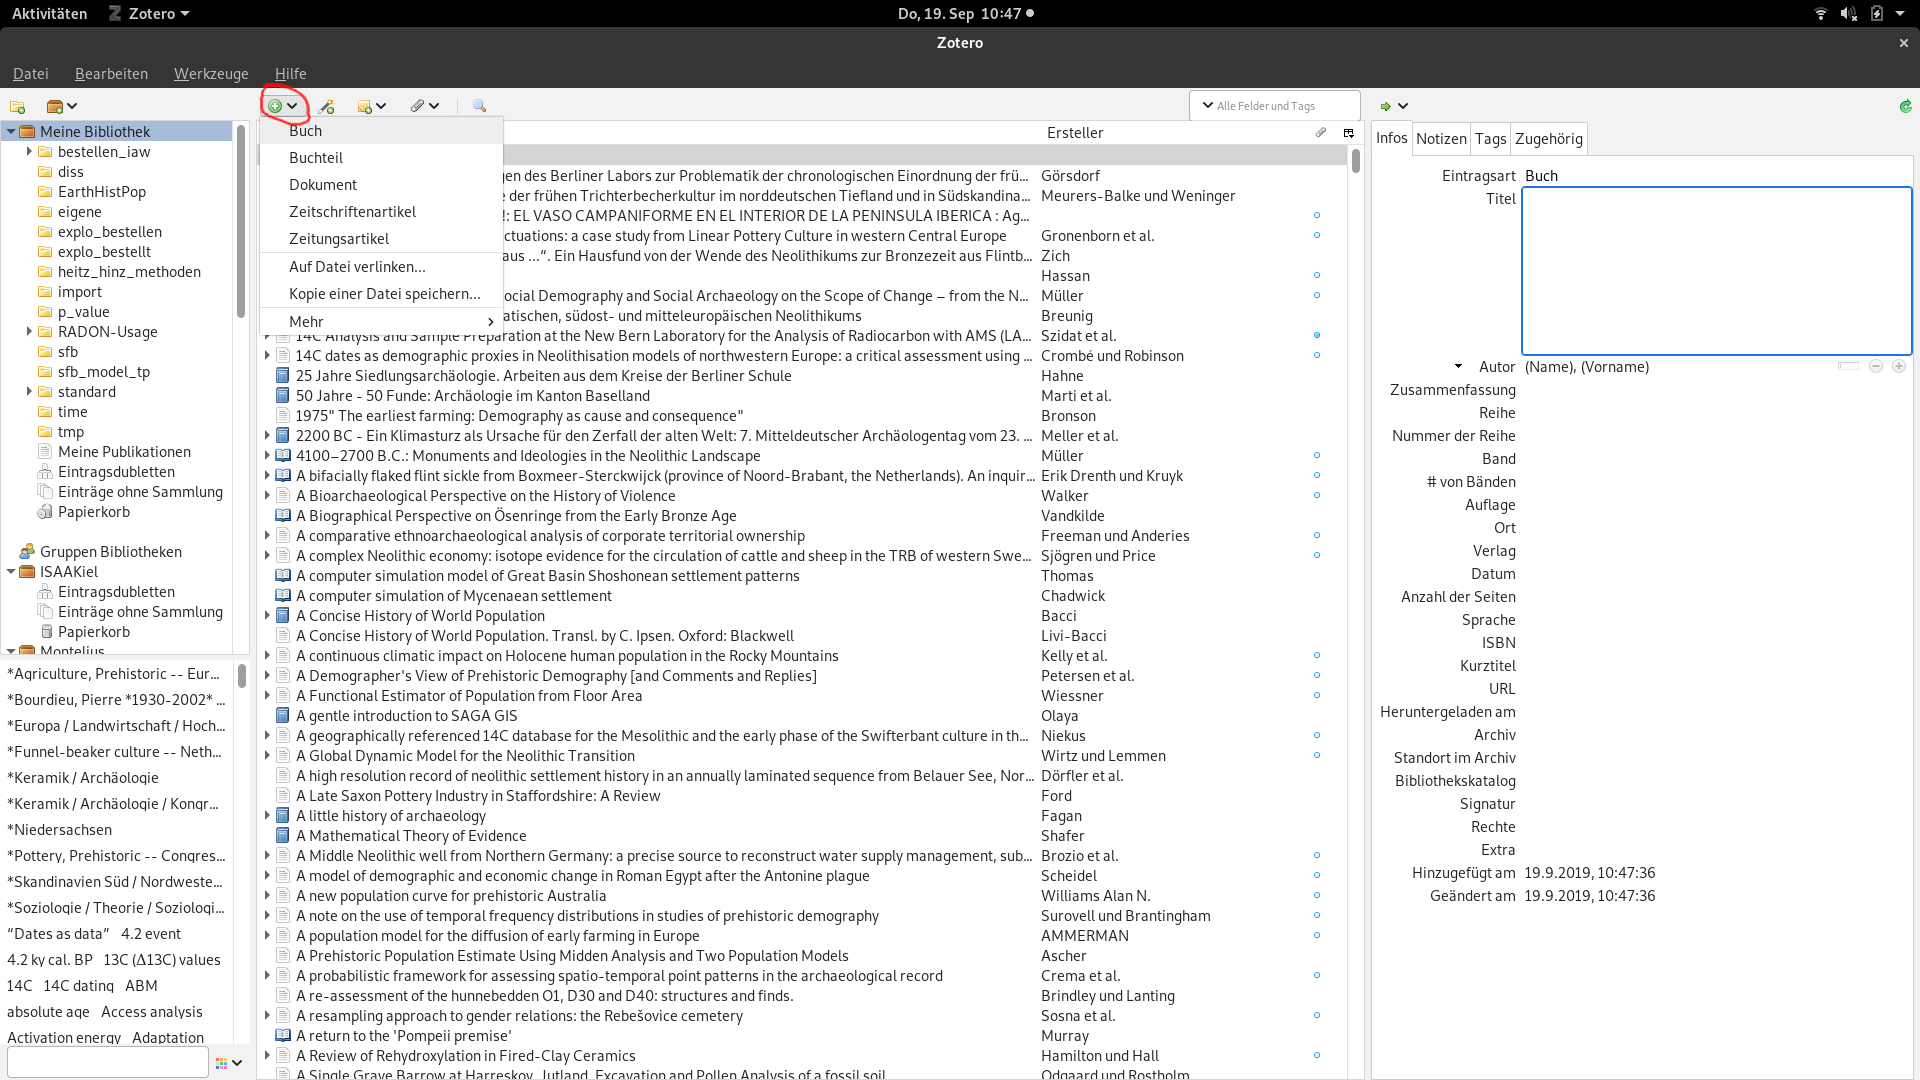 Aktivitäten Zotero Do, 19. Sep 10:47
Zotero
Datei Bearbeiten Werkzeuge Hilfe
Alle Felder und Tags
Meine Bibliothek
bestellen_iaw
diss
EarthHistPop
eigene
explo_bestellen
explo_bestellt
heitz_hinz_methoden
import
p_value
RADON-Usage
sfb
sfb_model_tp
standard
time
tmp
Meine Publikationen
Eintragsdubletten
Einträge ohne Sammlung
Papierkorb
Gruppen Bibliotheken
ISAAKiel
Eintragsdubletten
Einträge ohne Sammlung
Papierkorb
Montelius
*Agriculture, Prehistoric -- Eur...
*Bourdieu, Pierre *1930-2002* ...
*Europa / Landwirtschaft / Hoch...
*Funnel-beaker culture -- Neth...
*Keramik / Archäologie
*Keramik / Archäologie / Kongr...
*Niedersachsen
*Pottery, Prehistoric -- Congres...
*Skandinavien Süd / Nordweste...
*Soziologie / Theorie / Soziologi...
“Dates as data” 4.2 event
4.2 ky cal. BP 13C (Δ13C) values
14C 14C dating ABM
absolute age Access analysis
Activation energy Adaptation
Buch
Buchteil
Dokument
Zeitschriftenartikel
Zeitungsartikel
Auf Datei verlinken...
Kopie einer Datei speichern...
Mehr
Ersteller
gen des Berliner Labors zur Problematik der chronologischen Einordnung der frü... Görsdorf
e der frühen Trichterbecherkultur im norddeutschen Tiefland und in Südskandina... Meurers-Balke und Weninger
!: EL VASO CAMPANIFORME EN EL INTERIOR DE LA PENINSULA IBERICA : Ag...
ctuations: a case study from Linear Pottery Culture in western Central Europe Gronenborn et al.
aus ...“. Ein Hausfund von der Wende des Neolithikums zur Bronzezeit aus Flintb... Zich
Hassan
ocial Demography and Social Archaeology on the Scope of Change – from the N... Müller
atischen, südost- und mitteleuropäischen Neolithikums Breunig
14C Analysis and Sample Preparation at the New Bern Laboratory for the Analysis of Radiocarbon with AMS (LA... Szidat et al.
14C dates as demographic proxies in Neolithisation models of northwestern Europe: a critical assessment using ... Crombé und Robinson
25 Jahre Siedlungsarchäologie. Arbeiten aus dem Kreise der Berliner Schule Hahne
50 Jahre - 50 Funde: Archäologie im Kanton Baselland Marti et al.
1975" The earliest farming: Demography as cause and consequence" Bronson
2200 BC - Ein Klimasturz als Ursache für den Zerfall der alten Welt: 7. Mitteldeutscher Archäologentag vom 23. ... Meller et al.
4100–2700 B.C.: Monuments and Ideologies in the Neolithic Landscape Müller
A bifacially flaked flint sickle from Boxmeer-Sterckwijck (province of Noord-Brabant, the Netherlands). An inquir... Erik Drenth und Kruyk
A Bioarchaeological Perspective on the History of Violence Walker
A Biographical Perspective on Ösenringe from the Early Bronze Age Vandkilde
A comparative ethnoarchaeological analysis of corporate territorial ownership Freeman und Anderies
A complex Neolithic economy: isotope evidence for the circulation of cattle and sheep in the TRB of western Swe... Sjögren und Price
A computer simulation model of Great Basin Shoshonean settlement patterns Thomas
A computer simulation of Mycenaean settlement Chadwick
A Concise History of World Population Bacci
A Concise History of World Population. Transl. by C. Ipsen. Oxford: Blackwell Livi-Bacci
A continuous climatic impact on Holocene human population in the Rocky Mountains Kelly et al.
A Demographer's View of Prehistoric Demography [and Comments and Replies] Petersen et al.
A Functional Estimator of Population from Floor Area Wiessner
A gentle introduction to SAGA GIS Olaya
A geographically referenced 14C database for the Mesolithic and the early phase of the Swifterbant culture in th... Niekus
A Global Dynamic Model for the Neolithic Transition Wirtz und Lemmen
A high resolution record of neolithic settlement history in an annually laminated sequence from Belauer See, Nor... Dörfler et al.
A Late Saxon Pottery Industry in Staffordshire: A Review Ford
A little history of archaeology Fagan
A Mathematical Theory of Evidence Shafer
A Middle Neolithic well from Northern Germany: a precise source to reconstruct water supply management, sub... Brozio et al.
A model of demographic and economic change in Roman Egypt after the Antonine plague Scheidel
A new population curve for prehistoric Australia Williams Alan N.
A note on the use of temporal frequency distributions in studies of prehistoric demography Surovell und Brantingham
A population model for the diffusion of early farming in Europe AMMERMAN
A Prehistoric Population Estimate Using Midden Analysis and Two Population Models Ascher
A probabilistic framework for assessing spatio-temporal point patterns in the archaeological record Crema et al.
A re-assessment of the hunnebedden O1, D30 and D40: structures and finds. Brindley und Lanting
A resampling approach to gender relations: the Rebešovice cemetery Sosna et al.
A return to the 'Pompeii premise' Murray
A Review of Rehydroxylation in Fired-Clay Ceramics Hamilton und Hall
A Single Grave Barrow at Harreskov, Jutland. Excavation and Pollen Analysis of a fossil soil Odgaard und Rostholm
Infos Notizen Tags Zugehörig
Eintragsart Buch
Titel
Autor (Name), (Vorname)
Zusammenfassung
Reihe
Nummer der Reihe
Band
# von Bänden
Auflage
Ort
Verlag
Datum
Anzahl der Seiten
Sprache
ISBN
Kurztitel
URL
Heruntergeladen am
Archiv
Standort im Archiv
Bibliothekskatalog
Signatur
Rechte
Extra
Hinzugefügt am 19.9.2019, 10:47:36
Geändert am 19.9.2019, 10:47:36